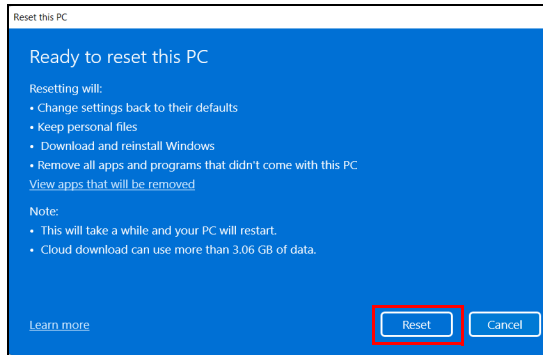 Reset this PC
Ready to reset this PC
Resetting will:
• Change settings back to their defaults
• Keep personal files
• Download and reinstall Windows
• Remove all apps and programs that didn't come with this PC
View apps that will be removed
Note:
• This will take a while and your PC will restart.
• Cloud download can use more than 3.06 GB of data.
Learn more
Reset
Cancel